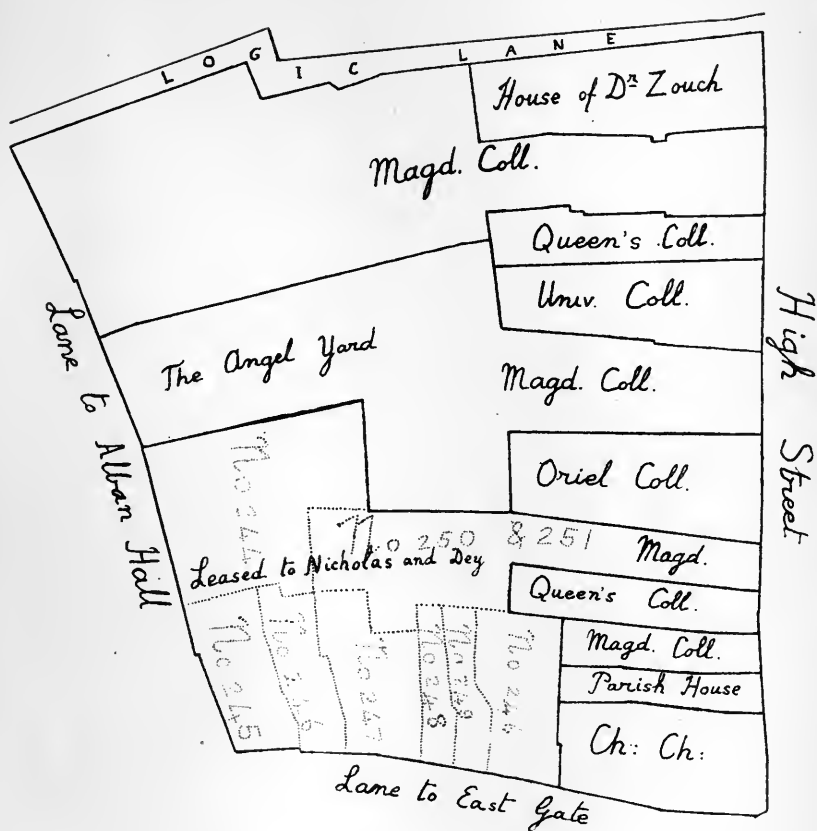 LOGIC LANE
House of Dr. Zouch
Magd. Coll.
Queen's Coll.
Univ. Coll.
High Street
Lane to Alban Hall
The Angel Yard
Magd. Coll.
Oriel Coll.
No 244
No 250 & 251
Magd.
Leased to Nicholas and Dey
Queen's Coll.
Magd. Coll.
Parish House
Ch: Ch:
No 245
No 246
No 247
No 248
No 249
No 246
Lane to East Gate